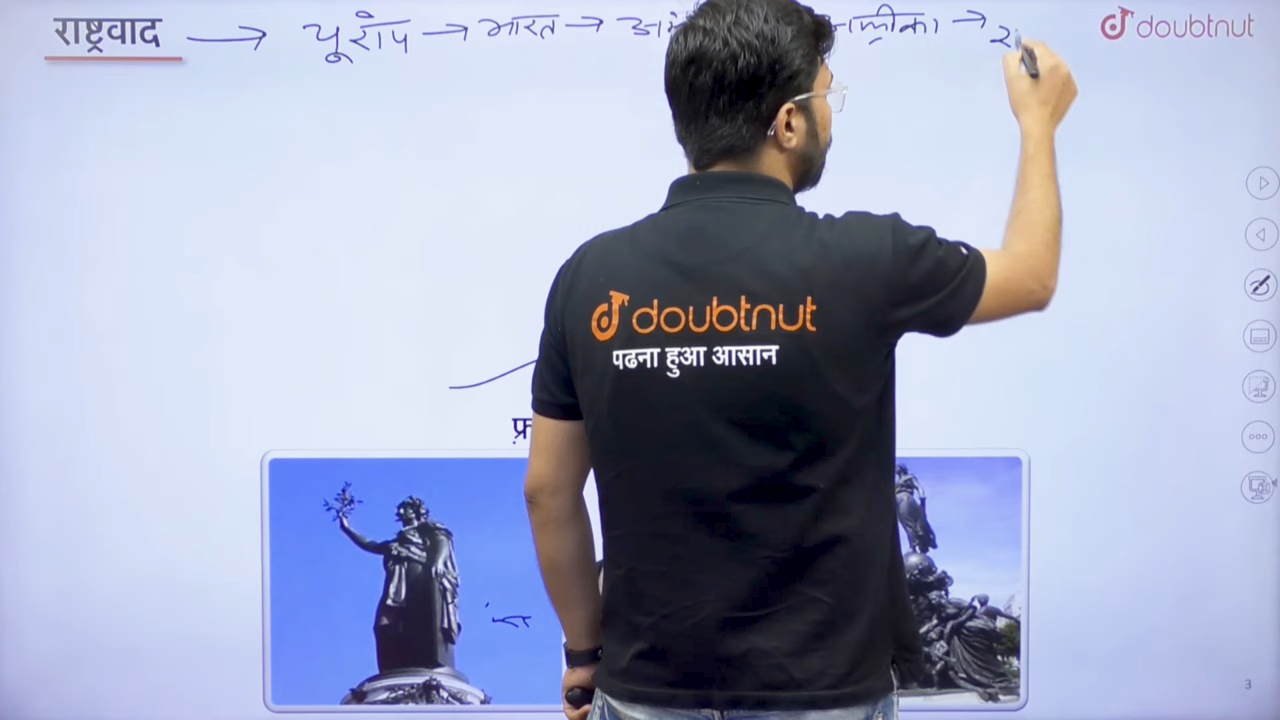 राष्ट्रवाद → यूरोप → भारत → → doubtnut
doubtnut
पढना हुआ आसान
3